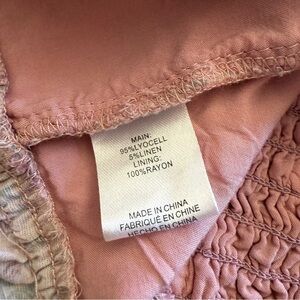 MAIN:
95%LYOCELL
5%LINEN
LINING:
100%RAYON
MADE IN CHINA
FABRIQUÉ EN CHINE
HECHO EN CHINA